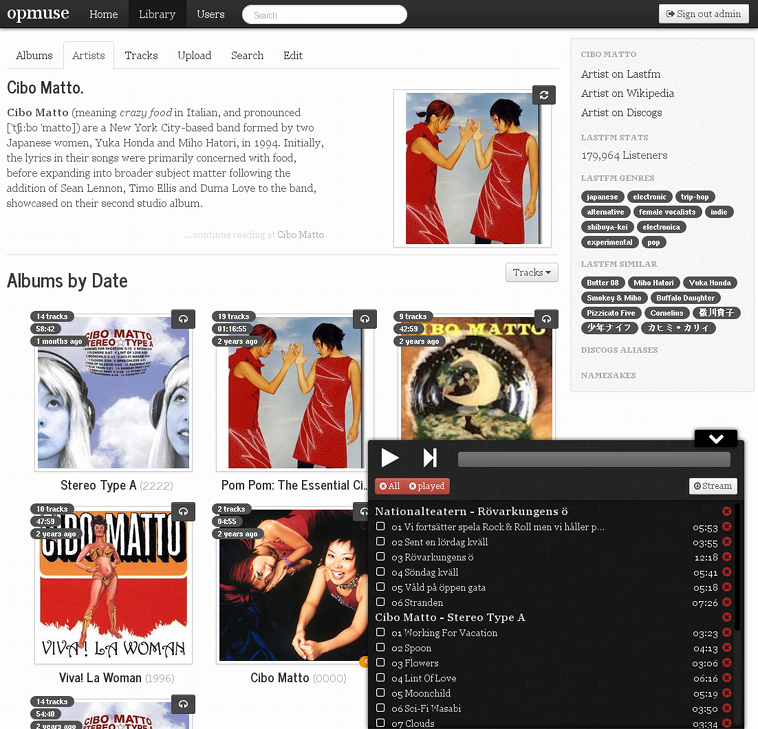 opmuse Home Library Users Search Sign out admin
Albums Artists Tracks Upload Search Edit
Cibo Matto.
Cibo Matto (meaning crazy food in Italian, and pronounced
['tʃiːbo 'matto]) are a New York City-based band formed by two
Japanese women, Yuka Honda and Miho Hatori, in 1994. Initially,
the lyrics in their songs were primarily concerned with food,
before expanding into broader subject matter following the
addition of Sean Lennon, Timo Ellis and Duma Love to the band,
showcased on their second studio album.
... continue reading at Cibo Matto.
CIBO MATTO
Artist on Lastfm
Artist on Wikipedia
Artist on Discogs
LASTFM STATS
179,964 Listeners
LASTFM GENRES
japanese electronic trip-hop
alternative female vocalists indie
shibuya-kei electronica
experimental pop
LASTFM SIMILAR
Butter 08 Miho Hatori Yuka Honda
Smokey & Miho Buffalo Daughter
Pizzicato Five Cornelius 嶺川貴子
少年ナイフ カヒミ・カリィ
DISCOGS ALIASES
NAMESAKES
Albums by Date
Tracks
14 tracks
58:42
1 months ago
CIBO MATTO
STEREO★TYPE A
Stereo Type A (2222)
19 tracks
01:16:55
2 years ago
Pom Pom: The Essential Ci...
9 tracks
42:59
2 years ago
CIBO MATTO
10 tracks
47:59
2 years ago
CIBO MATTO
VIVA! LA WOMAN
Viva! La Woman (1996)
2 tracks
04:55
2 years ago
Cibo Matto (0000)
14 tracks
54:40
2 years ago
CIBO MATTO
STEREO★TYPE A
All played Stream
Nationalteatern - Rövarkungens ö
01 Vi fortsätter spela Rock & Roll men vi håller p... 05:53
02 Sent en lördag kväll 03:55
03 Rövarkungens ö 12:18
04 Söndag kväll 05:41
05 Våld på öppen gata 05:18
06 Stranden 07:26
Cibo Matto - Stereo Type A
01 Working For Vacation 03:23
02 Spoon 04:13
03 Flowers 03:06
04 Lint Of Love 06:16
05 Moonchild 05:19
06 Sci-Fi Wasabi 03:50
07 Clouds 03:34